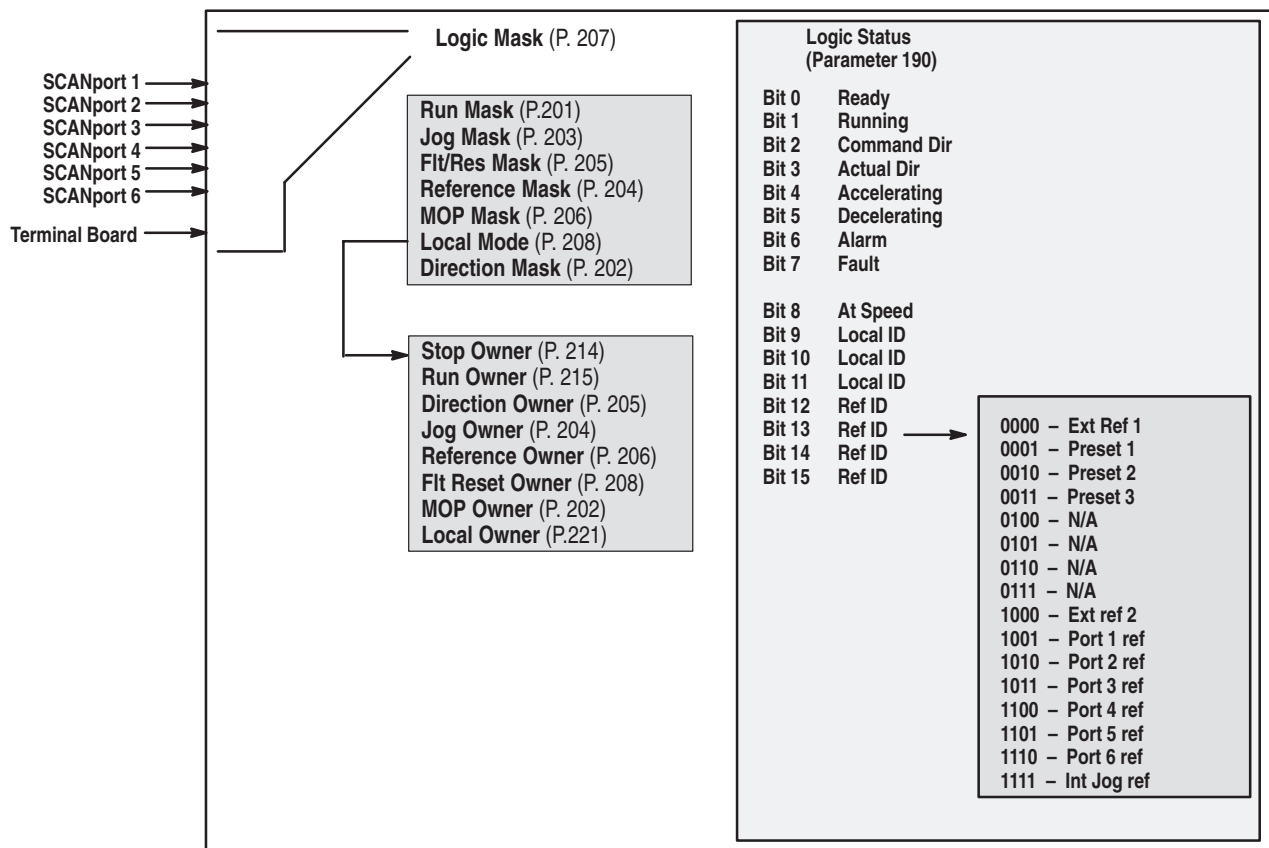 SCANport 1
SCANport 2
SCANport 3
SCANport 4
SCANport 5
SCANport 6
Terminal Board
Logic Mask (P. 207)
Run Mask (P.201)
Jog Mask (P. 203)
Flt/Res Mask (P. 205)
Reference Mask (P. 204)
MOP Mask (P. 206)
Local Mode (P. 208)
Direction Mask (P. 202)
Stop Owner (P. 214)
Run Owner (P. 215)
Direction Owner (P. 205)
Jog Owner (P. 204)
Reference Owner (P. 206)
Flt Reset Owner (P. 208)
MOP Owner (P. 202)
Local Owner (P.221)
Logic Status
(Parameter 190)
Bit 0 Ready
Bit 1 Running
Bit 2 Command Dir
Bit 3 Actual Dir
Bit 4 Accelerating
Bit 5 Decelerating
Bit 6 Alarm
Bit 7 Fault
Bit 8 At Speed
Bit 9 Local ID
Bit 10 Local ID
Bit 11 Local ID
Bit 12 Ref ID
Bit 13 Ref ID
Bit 14 Ref ID
Bit 15 Ref ID
0000 – Ext Ref 1
0001 – Preset 1
0010 – Preset 2
0011 – Preset 3
0100 – N/A
0101 – N/A
0110 – N/A
0111 – N/A
1000 – Ext ref 2
1001 – Port 1 ref
1010 – Port 2 ref
1011 – Port 3 ref
1100 – Port 4 ref
1101 – Port 5 ref
1110 – Port 6 ref
1111 – Int Jog ref